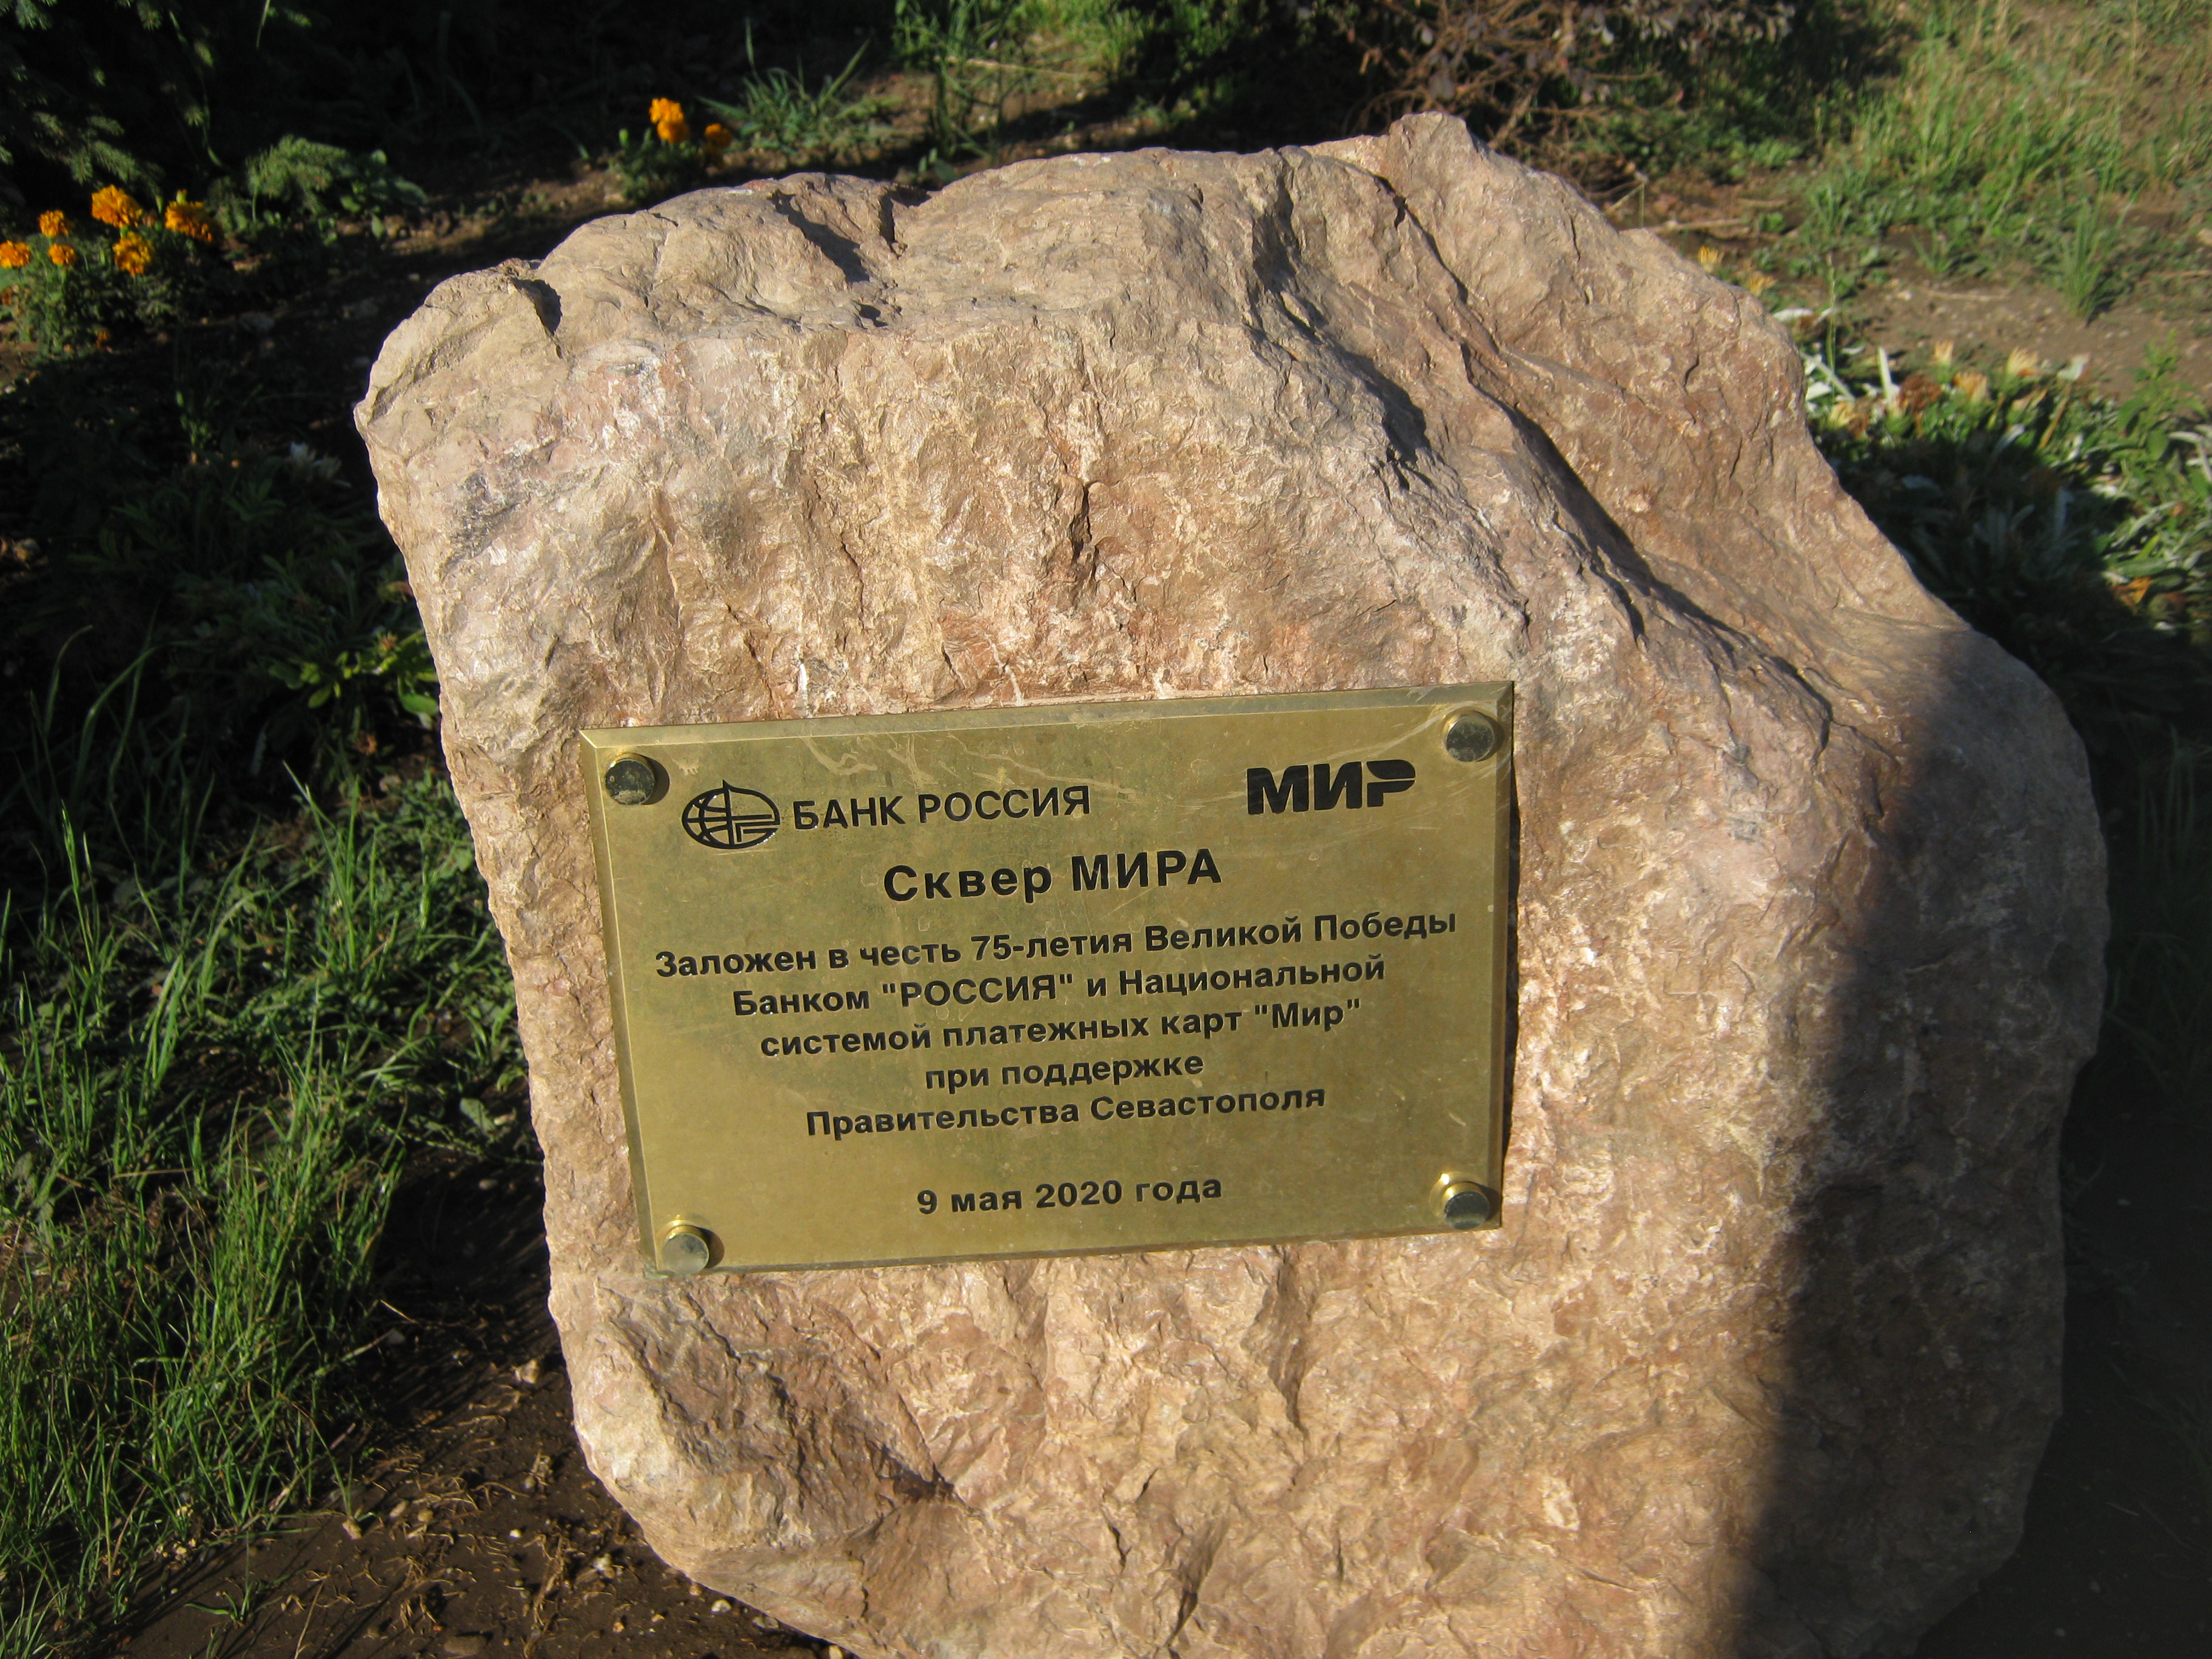 БАНК РОССИЯ МИР
Сквер МИРА
Заложен в честь 75-летия Великой Победы
Банком "РОССИЯ" и Национальной
системой платежных карт "Мир"
при поддержке
Правительства Севастополя
9 мая 2020 года